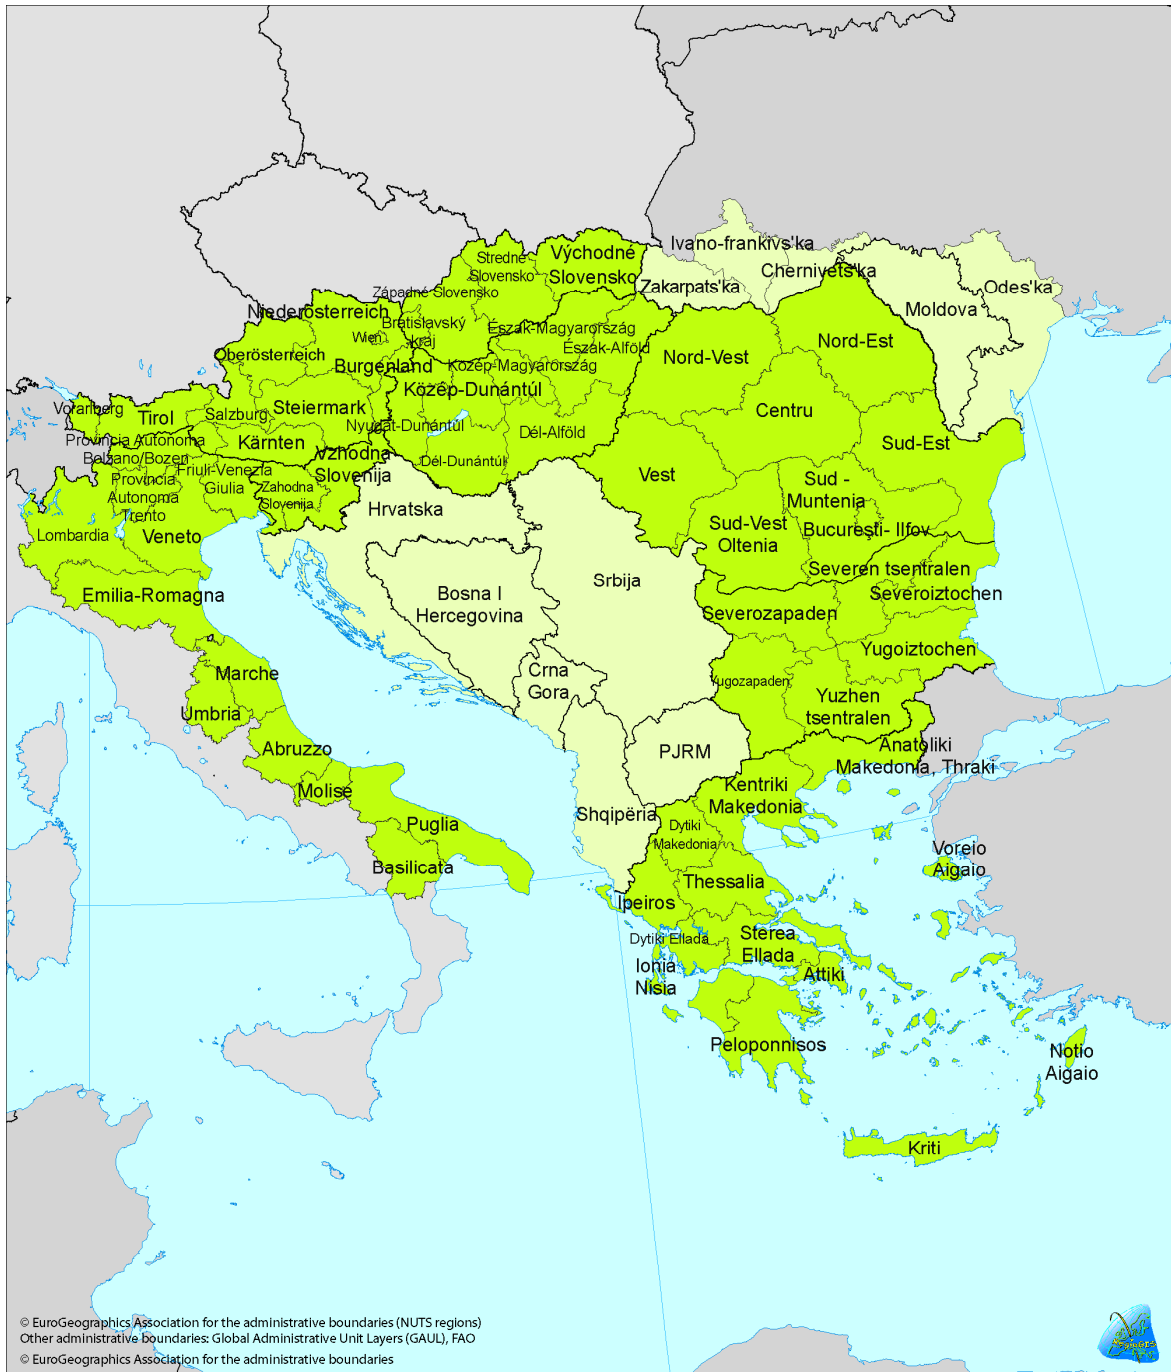 Ivano-frankivs'ka
Východné
Slovensko
Stredné
Slovensko
Chernivets'ka
Zakarpats'ka
Odes'ka
Západné Slovensko
Moldova
Niederösterreich
Bratislavský
kraj
Észak-Magyarország
Wien
Nord-Est
Észak-Alföld
Oberösterreich
Nord-Vest
Burgenland
Közép-Magyarország
Közép-Dunántúl
Vorarlberg
Tirol
Salzburg
Steiermark
Centru
Nyugat-Dunántúl
Dél-Alföld
Provincia Autonoma
Bolzano/Bozen
Kärnten
Sud-Est
Vzhodna
Slovenija
Dél-Dunántúl
Friuli-Venezia
Giulia
Provincia
Autonoma
Trento
Zahodna
Slovenija
Vest
Sud -
Muntenia
Hrvatska
Lombardia
Veneto
Sud-Vest
Oltenia
Bucureşti- Ilfov
Severen tsentralen
Emilia-Romagna
Srbija
Bosna I
Hercegovina
Severoiztochen
Severozapaden
Yugoiztochen
Marche
Crna
Gora
Yugozapaden
Yuzhen
tsentralen
Umbria
Abruzzo
PJRM
Anatoliki
Makedonia, Thraki
Molise
Kentriki
Makedonia
Shqipëria
Puglia
Dytiki
Makedonia
Voreio
Aigaio
Basilicata
Thessalia
Ipeiros
Dytiki Ellada
Sterea
Ellada
Ionia
Nisia
Attiki
Peloponnisos
Notio
Aigaio
Kriti
© EuroGeographics Association for the administrative boundaries (NUTS regions)
Other administrative boundaries: Global Administrative Unit Layers (GAUL), FAO
© EuroGeographics Association for the administrative boundaries